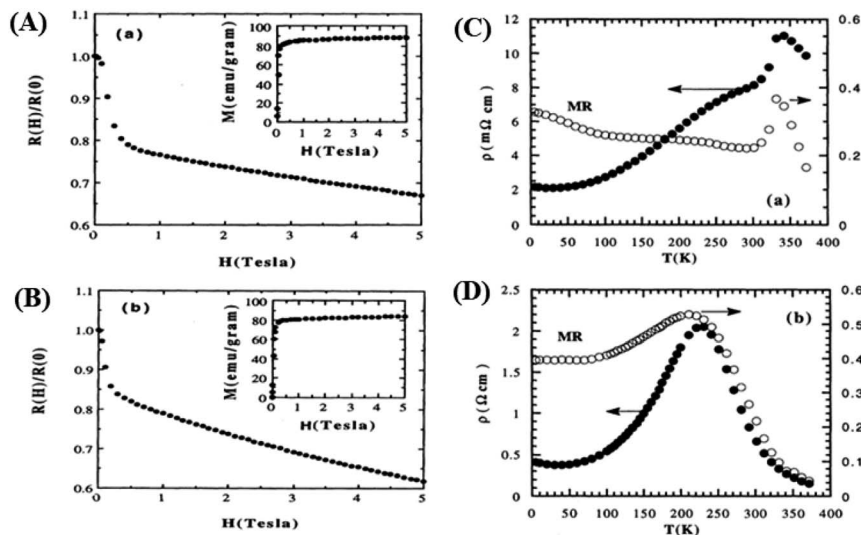 (A)
(a)
R(H)/R(0)
1.1
1.0
0.9
0.8
0.7
0.6
0 1 2 3 4 5
H(Tesla)
M(emu/gram)
100
80
60
40
20
0
0 1 2 3 4 5
H(Tesla)
(C)
ρ (mΩ cm)
12
10
8
6
4
2
0
0 50 100 150 200 250 300 350 400
T(K)
MR
(a)
0.6
0.4
0.2
0
(B)
(b)
R(H)/R(0)
1.1
1.0
0.9
0.8
0.7
0.6
0 1 2 3 4 5
H(Tesla)
M(emu/gram)
100
80
60
40
20
0
0 1 2 3 4 5
H(Tesla)
(D)
ρ (Ω cm)
2.5
2
1.5
1
0.5
0
0 50 100 150 200 250 300 350 400
T(K)
MR
(b)
0.6
0.5
0.4
0.3
0.2
0.1
0